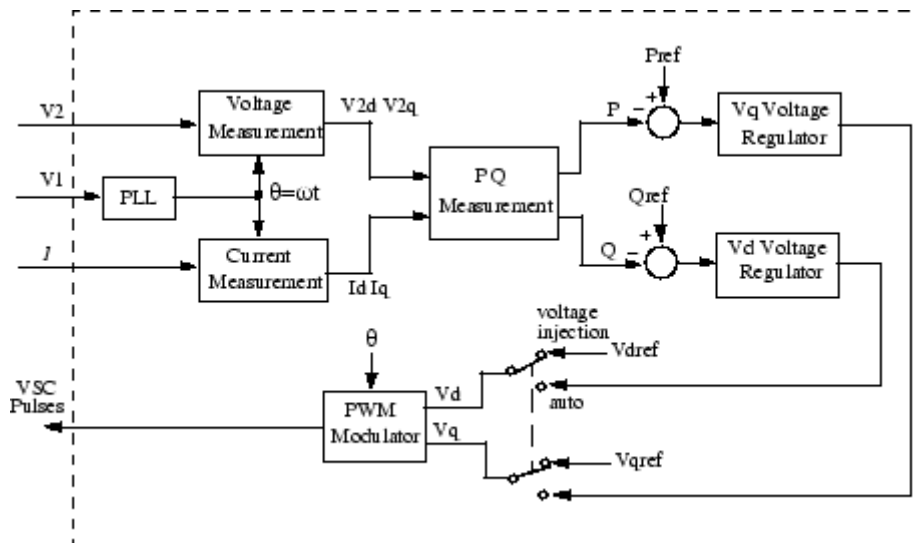 Pref
V2
Voltage
Measurement
V2d V2q
P
+
−
Vq Voltage
Regulator
V1
PLL
θ=ωt
PQ
Measurement
Qref
I
Current
Measurement
Id Iq
Q
+
−
Vd Voltage
Regulator
voltage
injection
Vdref
θ
VSC
Pulses
PWM
Modulator
Vd
Vq
auto
Vqref